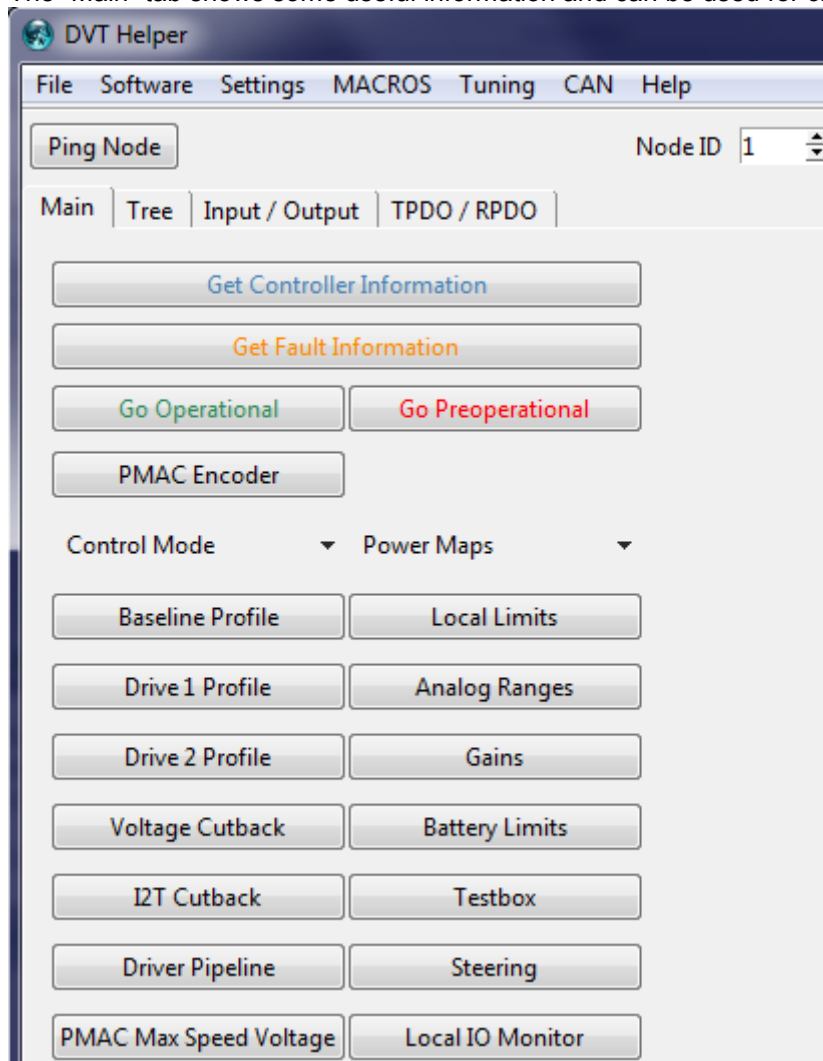 DVT Helper
File Software Settings MACROS Tuning CAN Help
Ping Node Node ID 1
Main Tree Input / Output TPDO / RPDO
Get Controller Information
Get Fault Information
Go Operational Go Preoperational
PMAC Encoder
Control Mode Power Maps
Baseline Profile Local Limits
Drive 1 Profile Analog Ranges
Drive 2 Profile Gains
Voltage Cutback Battery Limits
I2T Cutback Testbox
Driver Pipeline Steering
PMAC Max Speed Voltage Local IO Monitor